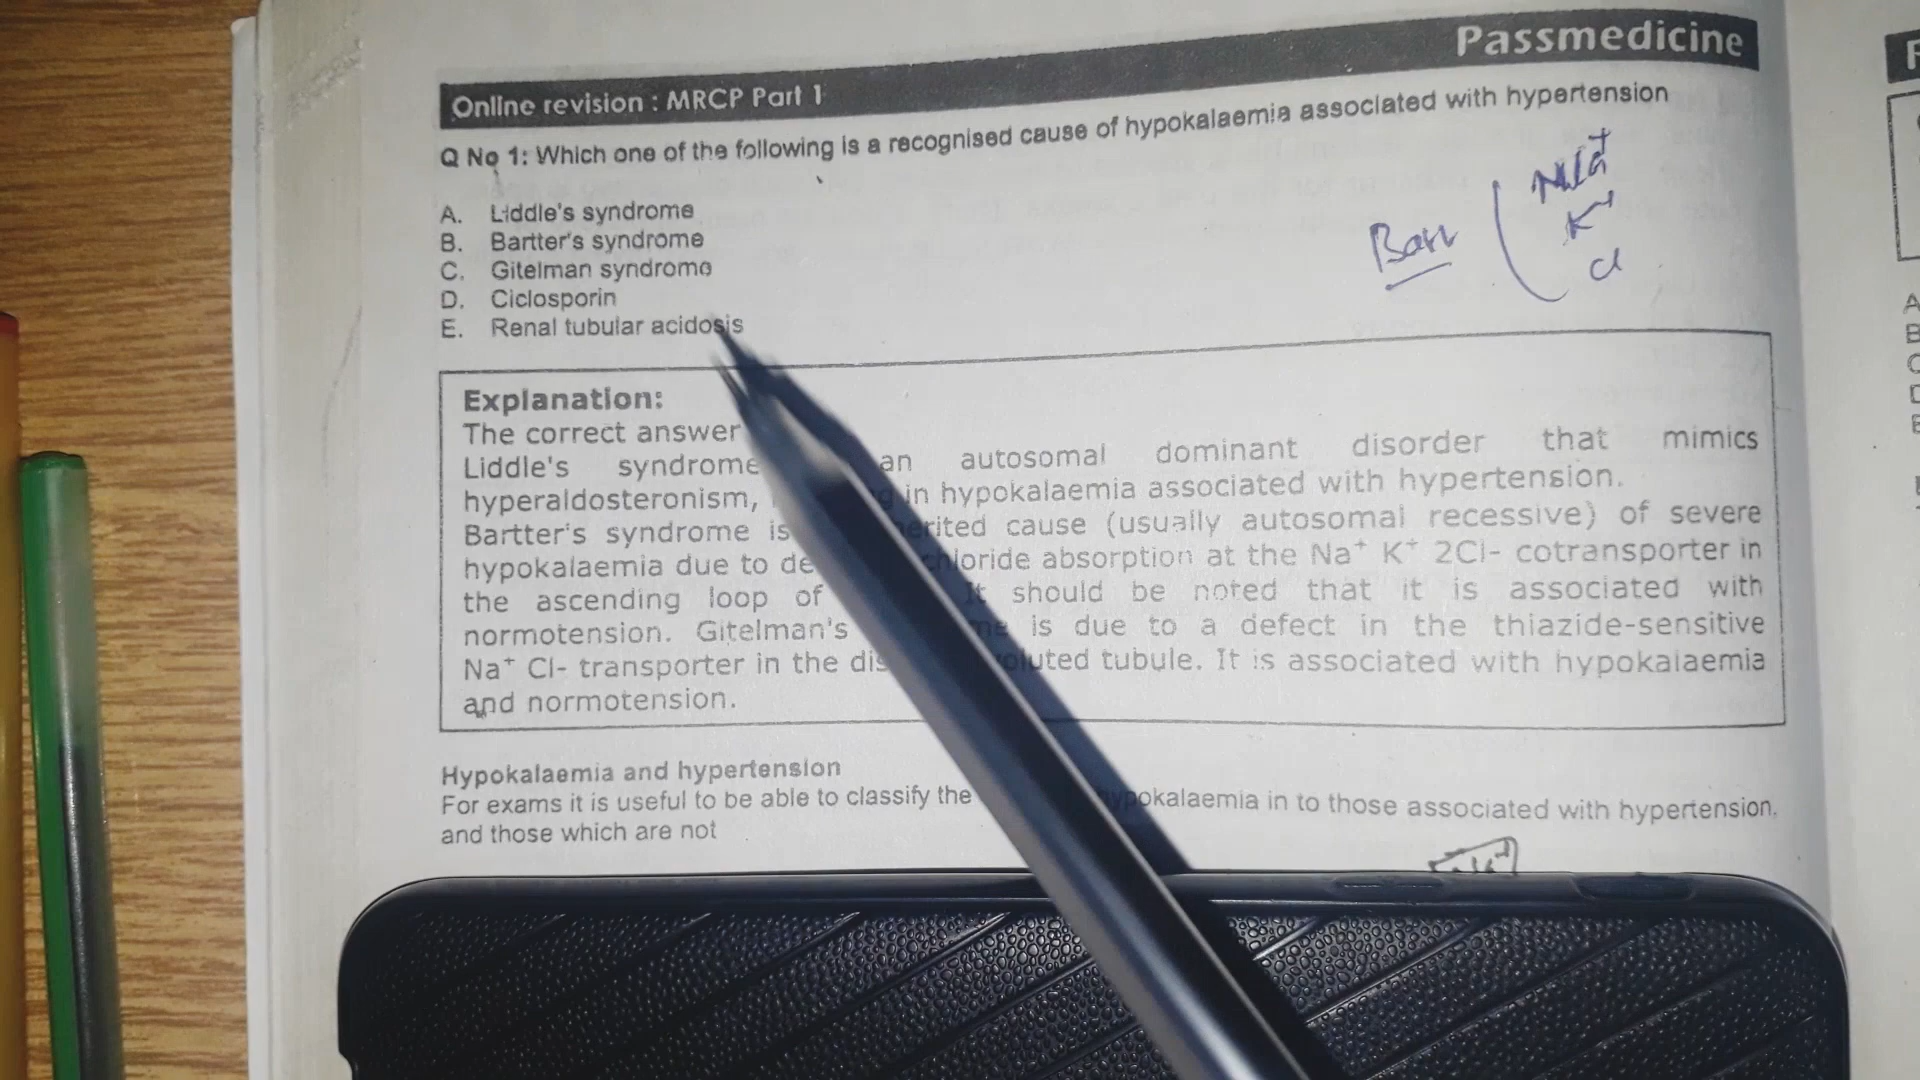 Passmedicine
Online revision : MRCP Part 1
Q No 1: Which one of the following is a recognised cause of hypokalaemia associated with hypertension
A. Liddle's syndrome
B. Bartter's syndrome
C. Gitelman syndrome
D. Ciclosporin
E. Renal tubular acidosis
Explanation:
The correct answer
Liddle's syndrome an autosomal dominant disorder that mimics
hyperaldosteronism, in hypokalaemia associated with hypertension.
Bartter's syndrome is cause (usually autosomal recessive) of severe
hypokalaemia due to absorption at the Na⁺ K⁺ 2Cl- cotransporter in
the ascending loop of It should be noted that it is associated with
normotension. Gitelman's is due to a defect in the thiazide-sensitive
Na⁺ Cl- transporter in the tubule. It is associated with hypokalaemia
and normotension.
Hypokalaemia and hypertension
For exams it is useful to be able to classify the in to those associated with hypertension,
and those which are not